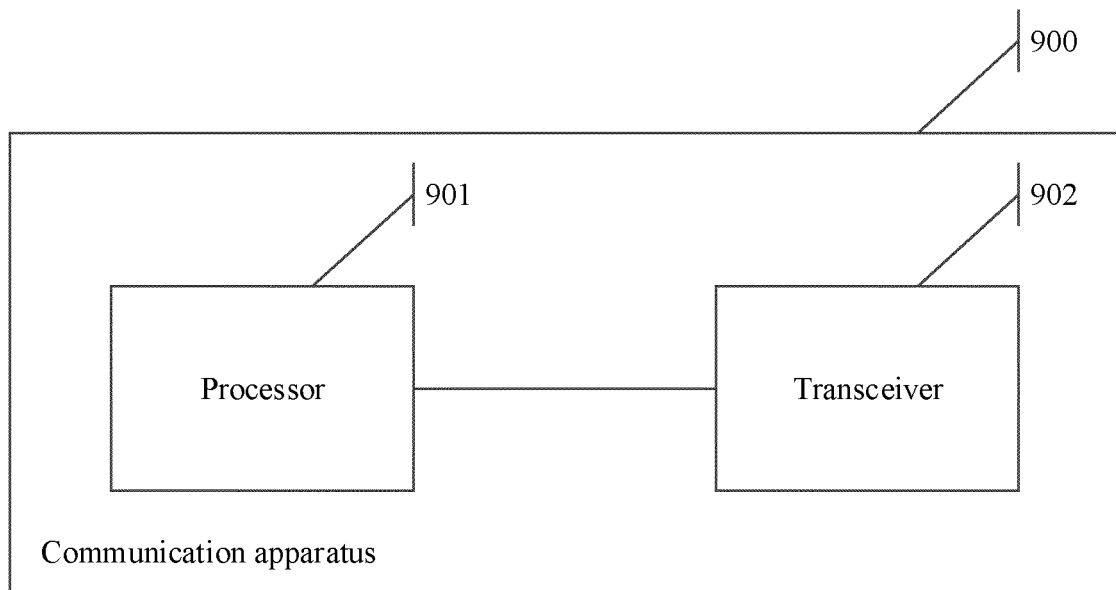 900
901
902
Processor
Transceiver
Communication apparatus